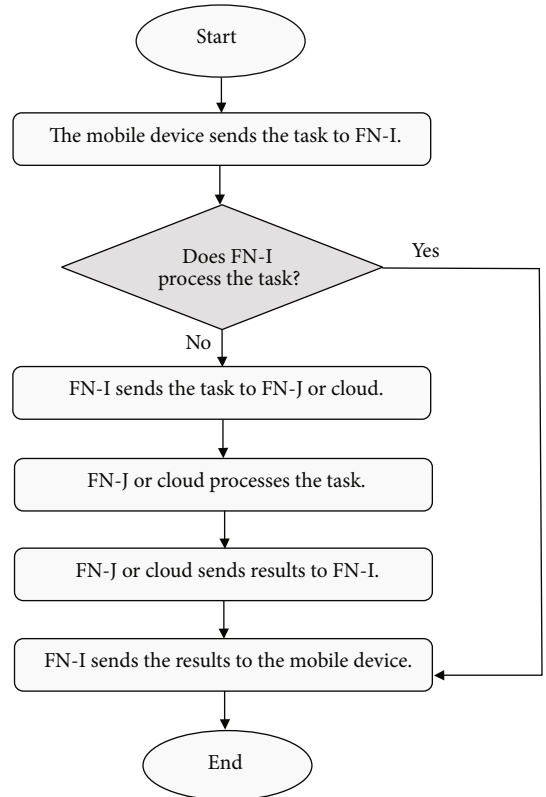 Start
The mobile device sends the task to FN-I.
Does FN-I
process the task?
Yes
No
FN-I sends the task to FN-J or cloud.
FN-J or cloud processes the task.
FN-J or cloud sends results to FN-I.
FN-I sends the results to the mobile device.
End